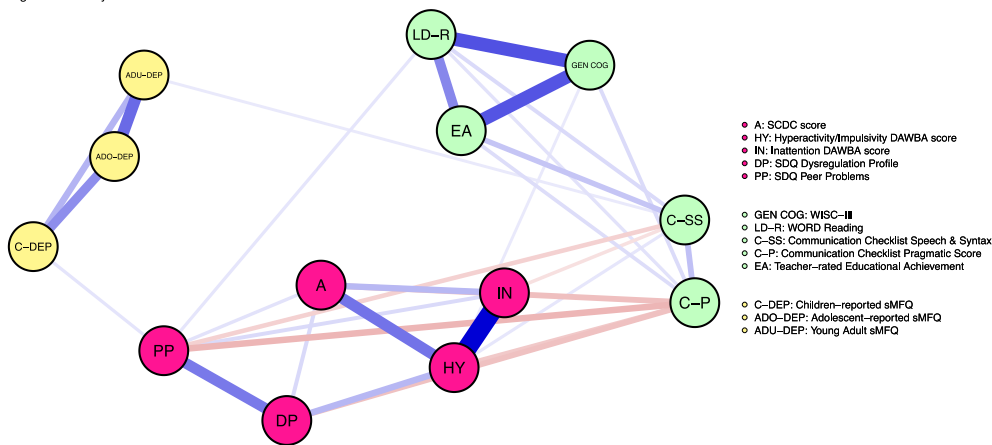 LD–R
GEN COG
ADU–DEP
EA
ADO–DEP
C–SS
C–DEP
A
IN
C–P
PP
HY
DP
A: SCDC score
HY: Hyperactivity/Impulsivity DAWBA score
IN: Inattention DAWBA score
DP: SDQ Dysregulation Profile
PP: SDQ Peer Problems
GEN COG: WISC–III
LD–R: WORD Reading
C–SS: Communication Checklist Speech & Syntax
C–P: Communication Checklist Pragmatic Score
EA: Teacher–rated Educational Achievement
C–DEP: Children–reported sMFQ
ADO–DEP: Adolescent–reported sMFQ
ADU–DEP: Young Adult sMFQ